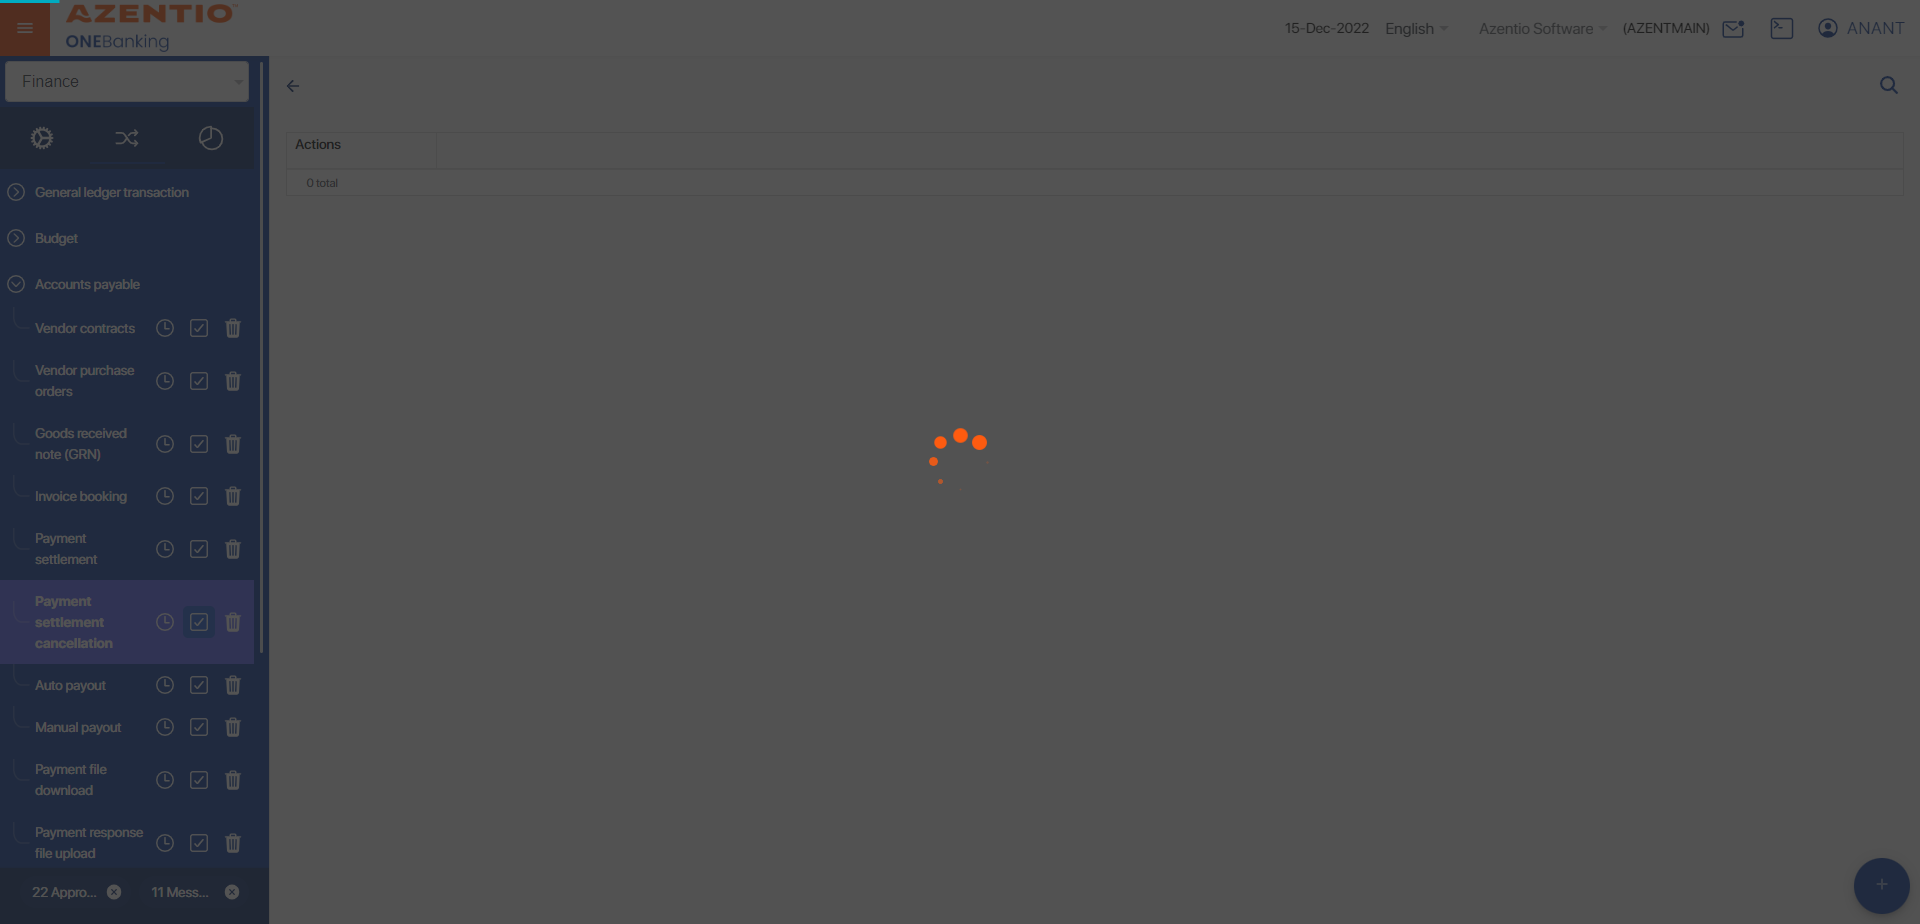 AZENTIO
ONEBanking
15-Dec-2022
English
Azentio Software
(AZENTMAIN)
ANANT
Finance
General ledger transaction
Budget
Accounts payable
Vendor contracts
Vendor purchase
orders
Goods received
note (GRN)
Invoice booking
Payment
settlement
Payment
settlement
cancellation
Auto payout
Manual payout
Payment file
download
Payment response
file upload
22 Appro...
11 Mess...
Actions
0 total